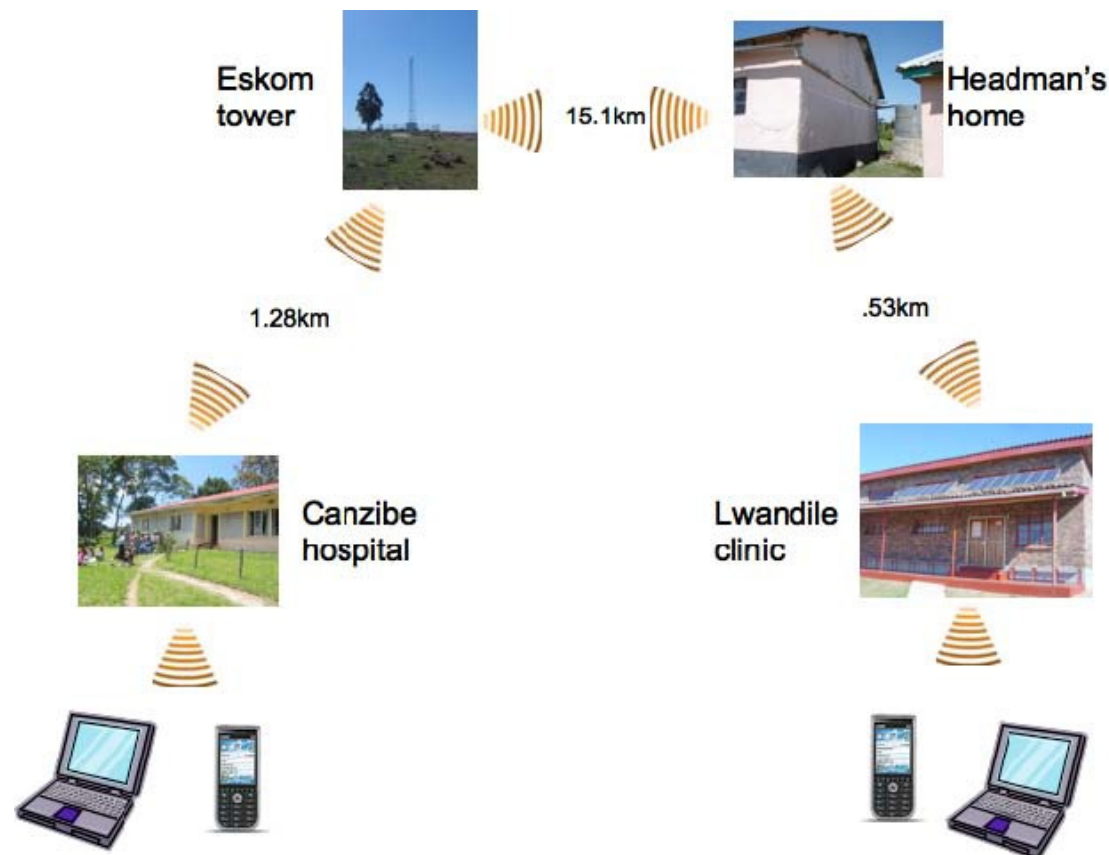 Eskom
tower
15.1km
Headman's
home
1.28km
.53km
Canzibe
hospital
Lwandile
clinic